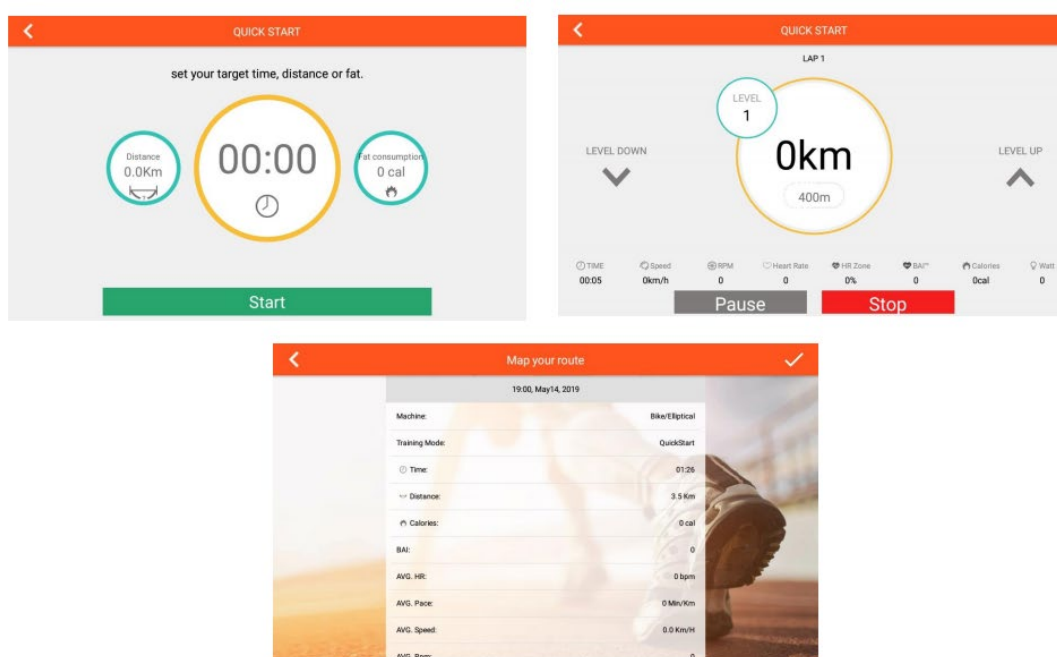 QUICK START
set your target time, distance or fat.
Distance
0.0Km
00:00
Fat consumption
0 cal
Start
QUICK START
LAP 1
LEVEL
1
LEVEL DOWN
0km
400m
LEVEL UP
TIME Speed RPM Heart Rate HR Zone BAI™ Calories Watt
00:05 0km/h 0 0 0% 0 0cal 0
Pause Stop
Map your route
19:00, May14, 2019
Machine: Bike/Elliptical
Training Mode: QuickStart
Time: 01:26
Distance: 3.5 Km
Calories: 0 cal
BAI: 0
AVG. HR: 0 bpm
AVG. Pace: 0 Min/Km
AVG. Speed: 0.0 Km/H
AVG. Rpm: 0